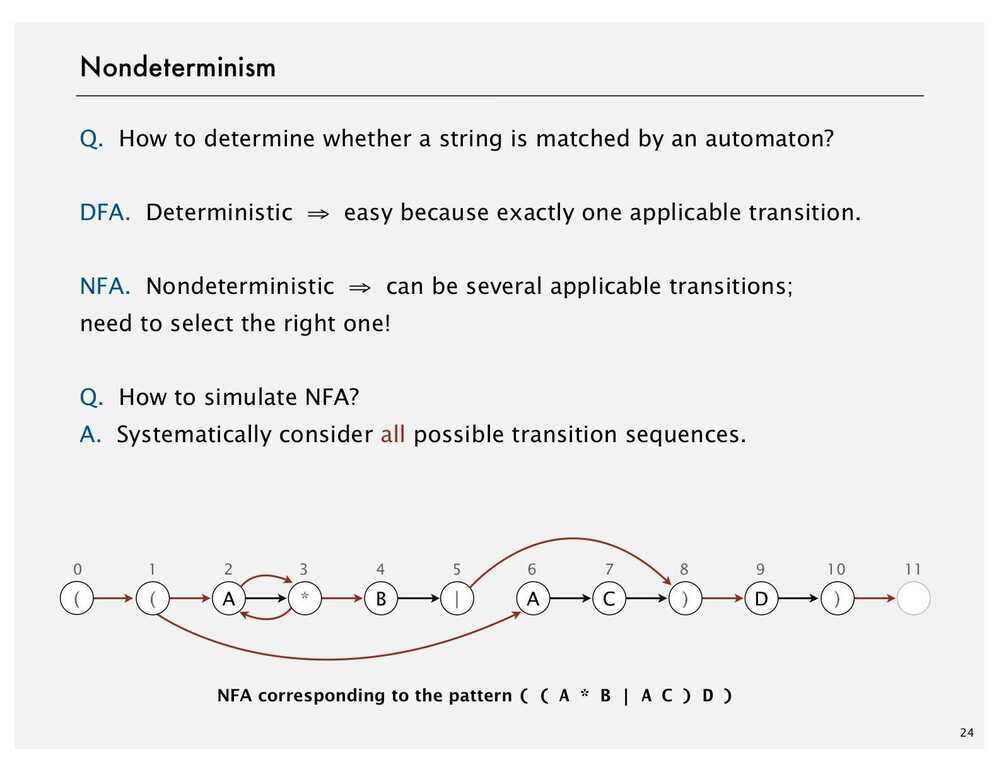 Nondeterminism
Q. How to determine whether a string is matched by an automaton?
DFA. Deterministic ⇒ easy because exactly one applicable transition.
NFA. Nondeterministic ⇒ can be several applicable transitions;
need to select the right one!
Q. How to simulate NFA?
A. Systematically consider all possible transition sequences.
0 1 2 3 4 5 6 7 8 9 10 11
( ( A * B | A C ) D )
NFA corresponding to the pattern ( ( A * B | A C ) D )
24